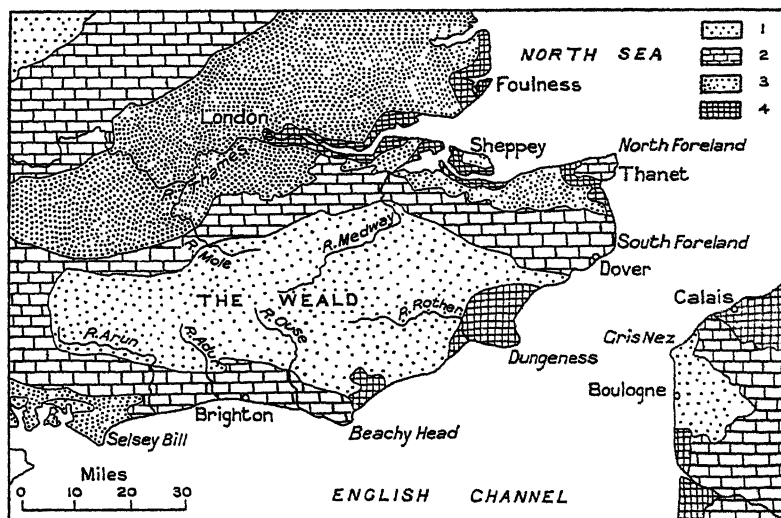 NORTH SEA
1
2
3
4
Foulness
London
R. Thames
Sheppey
North Foreland
Thanet
R. Medway
R. Mole
South Foreland
Dover
THE WEALD
R. Rother
Calais
R. Arun
R. Adur
R. Ouse
Gris Nez
Dungeness
Boulogne
Brighton
Selsey Bill
Beachy Head
Miles
0 10 20 30
ENGLISH CHANNEL